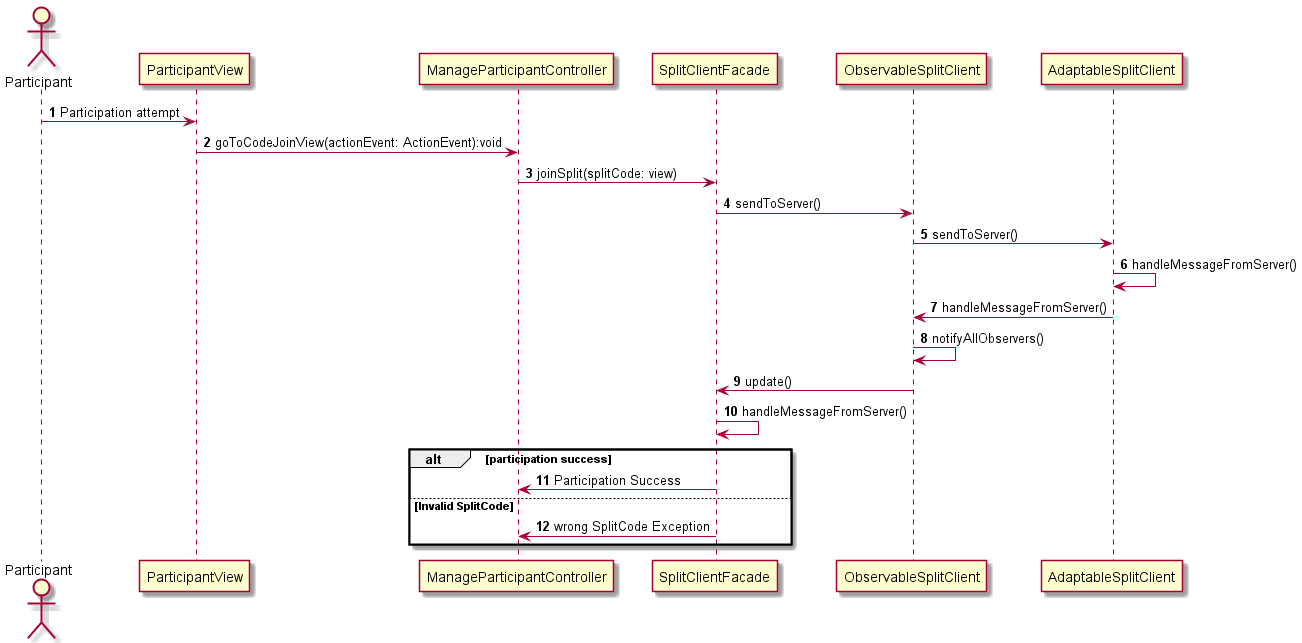 Participant
ParticipantView
ManageParticipantController
SplitClientFacade
ObservableSplitClient
AdaptableSplitClient
1 Participation attempt
2 goToCodeJoinView(actionEvent: ActionEvent):void
3 joinSplit(splitCode: view)
4 sendToServer()
5 sendToServer()
6 handleMessageFromServer()
7 handleMessageFromServer()
8 notifyAllObservers()
9 update()
10 handleMessageFromServer()
alt [participation success]
11 Participation Success
[Invalid SplitCode]
12 wrong SplitCode Exception
Participant
ParticipantView
ManageParticipantController
SplitClientFacade
ObservableSplitClient
AdaptableSplitClient